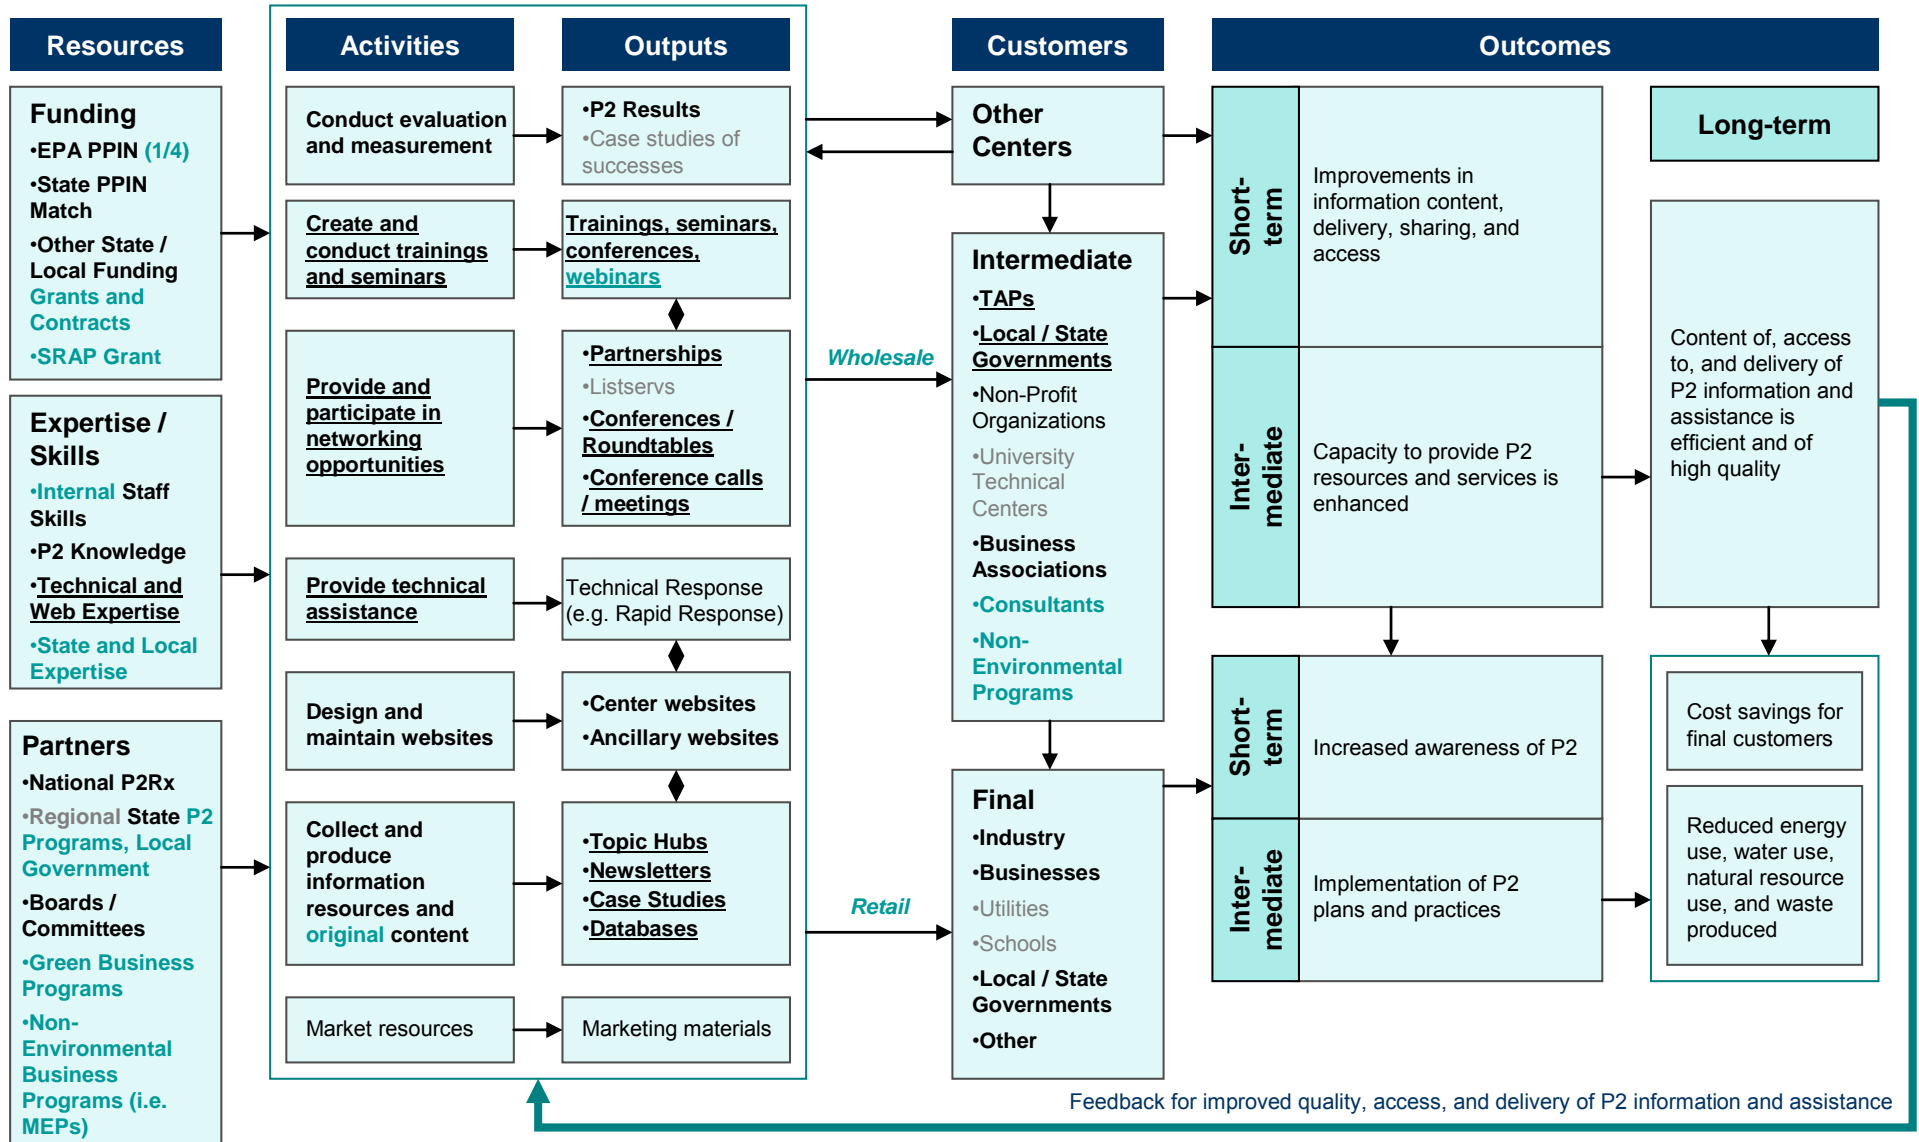 Resources
Activities
Outputs
Customers
Outcomes
Funding
•EPA PPIN (1/4)
•State PPIN
Match
•Other State /
Local Funding
Grants and
Contracts
•SRAP Grant
Expertise /
Skills
•Internal Staff
Skills
•P2 Knowledge
•Technical and
Web Expertise
•State and Local
Expertise
Partners
•National P2Rx
•Regional State P2
Programs, Local
Government
•Boards /
Committees
•Green Business
Programs
•Non-
Environmental
Business
Programs (i.e.
MEPs)
Conduct evaluation
and measurement
•P2 Results
•Case studies of
successes
Create and
conduct trainings
and seminars
Trainings, seminars,
conferences,
webinars
Provide and
participate in
networking
opportunities
•Partnerships
•Listservs
•Conferences /
Roundtables
•Conference calls
/ meetings
Provide technical
assistance
Technical Response
(e.g. Rapid Response)
Design and
maintain websites
•Center websites
•Ancillary websites
Collect and
produce
information
resources and
original content
•Topic Hubs
•Newsletters
•Case Studies
•Databases
Market resources
Marketing materials
Wholesale
Retail
Other
Centers
Intermediate
•TAPs
•Local / State
Governments
•Non-Profit
Organizations
•University
Technical
Centers
•Business
Associations
•Consultants
•Non-
Environmental
Programs
Final
•Industry
•Businesses
•Utilities
•Schools
•Local / State
Governments
•Other
Short-
term
Improvements in
information content,
delivery, sharing, and
access
Inter-
mediate
Capacity to provide P2
resources and services is
enhanced
Short-
term
Increased awareness of P2
Inter-
mediate
Implementation of P2
plans and practices
Long-term
Content of, access
to, and delivery of
P2 information and
assistance is
efficient and of
high quality
Cost savings for
final customers
Reduced energy
use, water use,
natural resource
use, and waste
produced
Feedback for improved quality, access, and delivery of P2 information and assistance